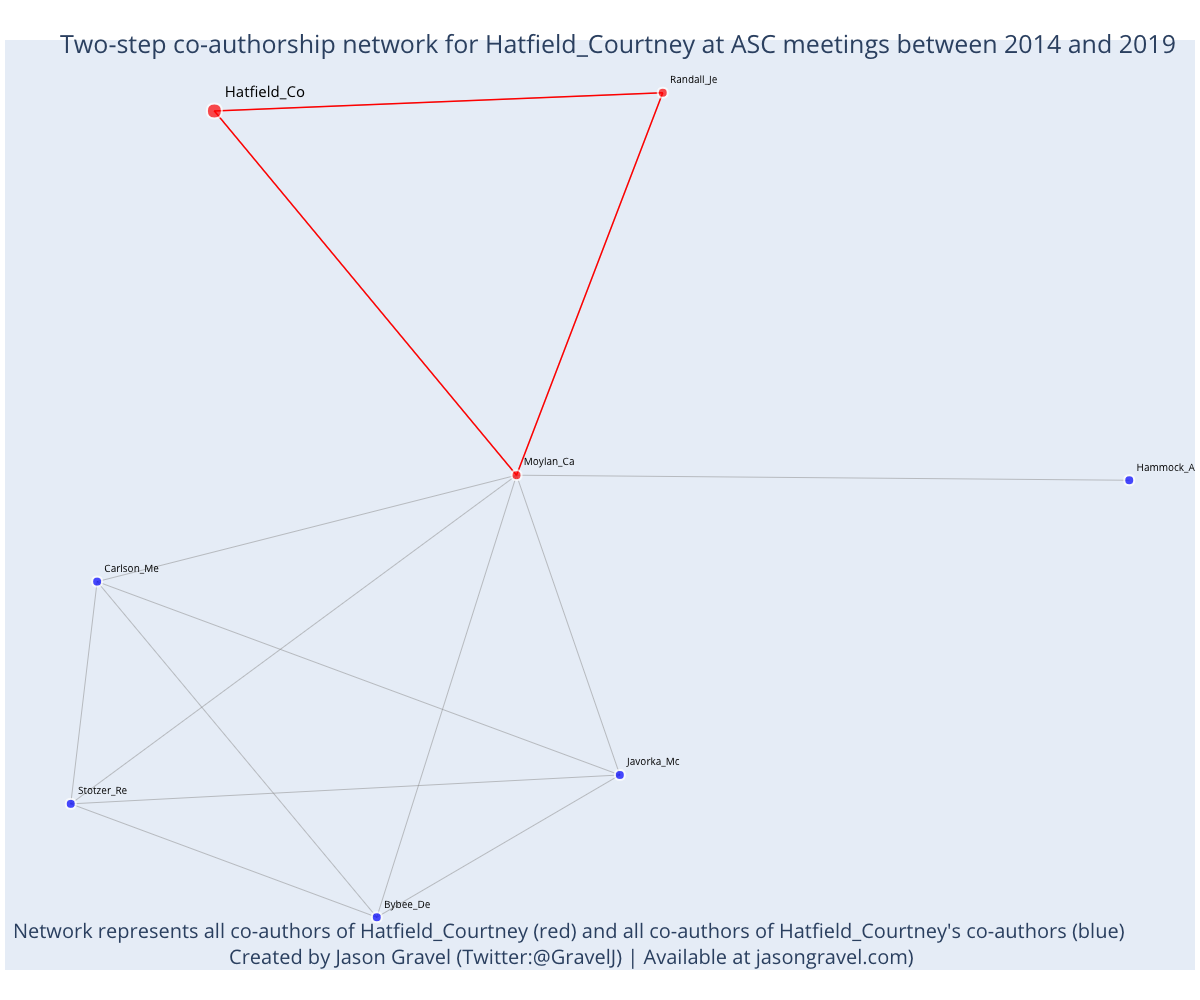 Two-step co-authorship network for Hatfield_Courtney at ASC meetings between 2014 and 2019
Randall_Je
Hatfield_Co
Moylan_Ca
Hammock_A
Carlson_Me
Javorka_Mc
Stotzer_Re
Bybee_De
Network represents all co-authors of Hatfield_Courtney (red) and all co-authors of Hatfield_Courtney's co-authors (blue)
Created by Jason Gravel (Twitter:@GravelJ) | Available at jasongravel.com)